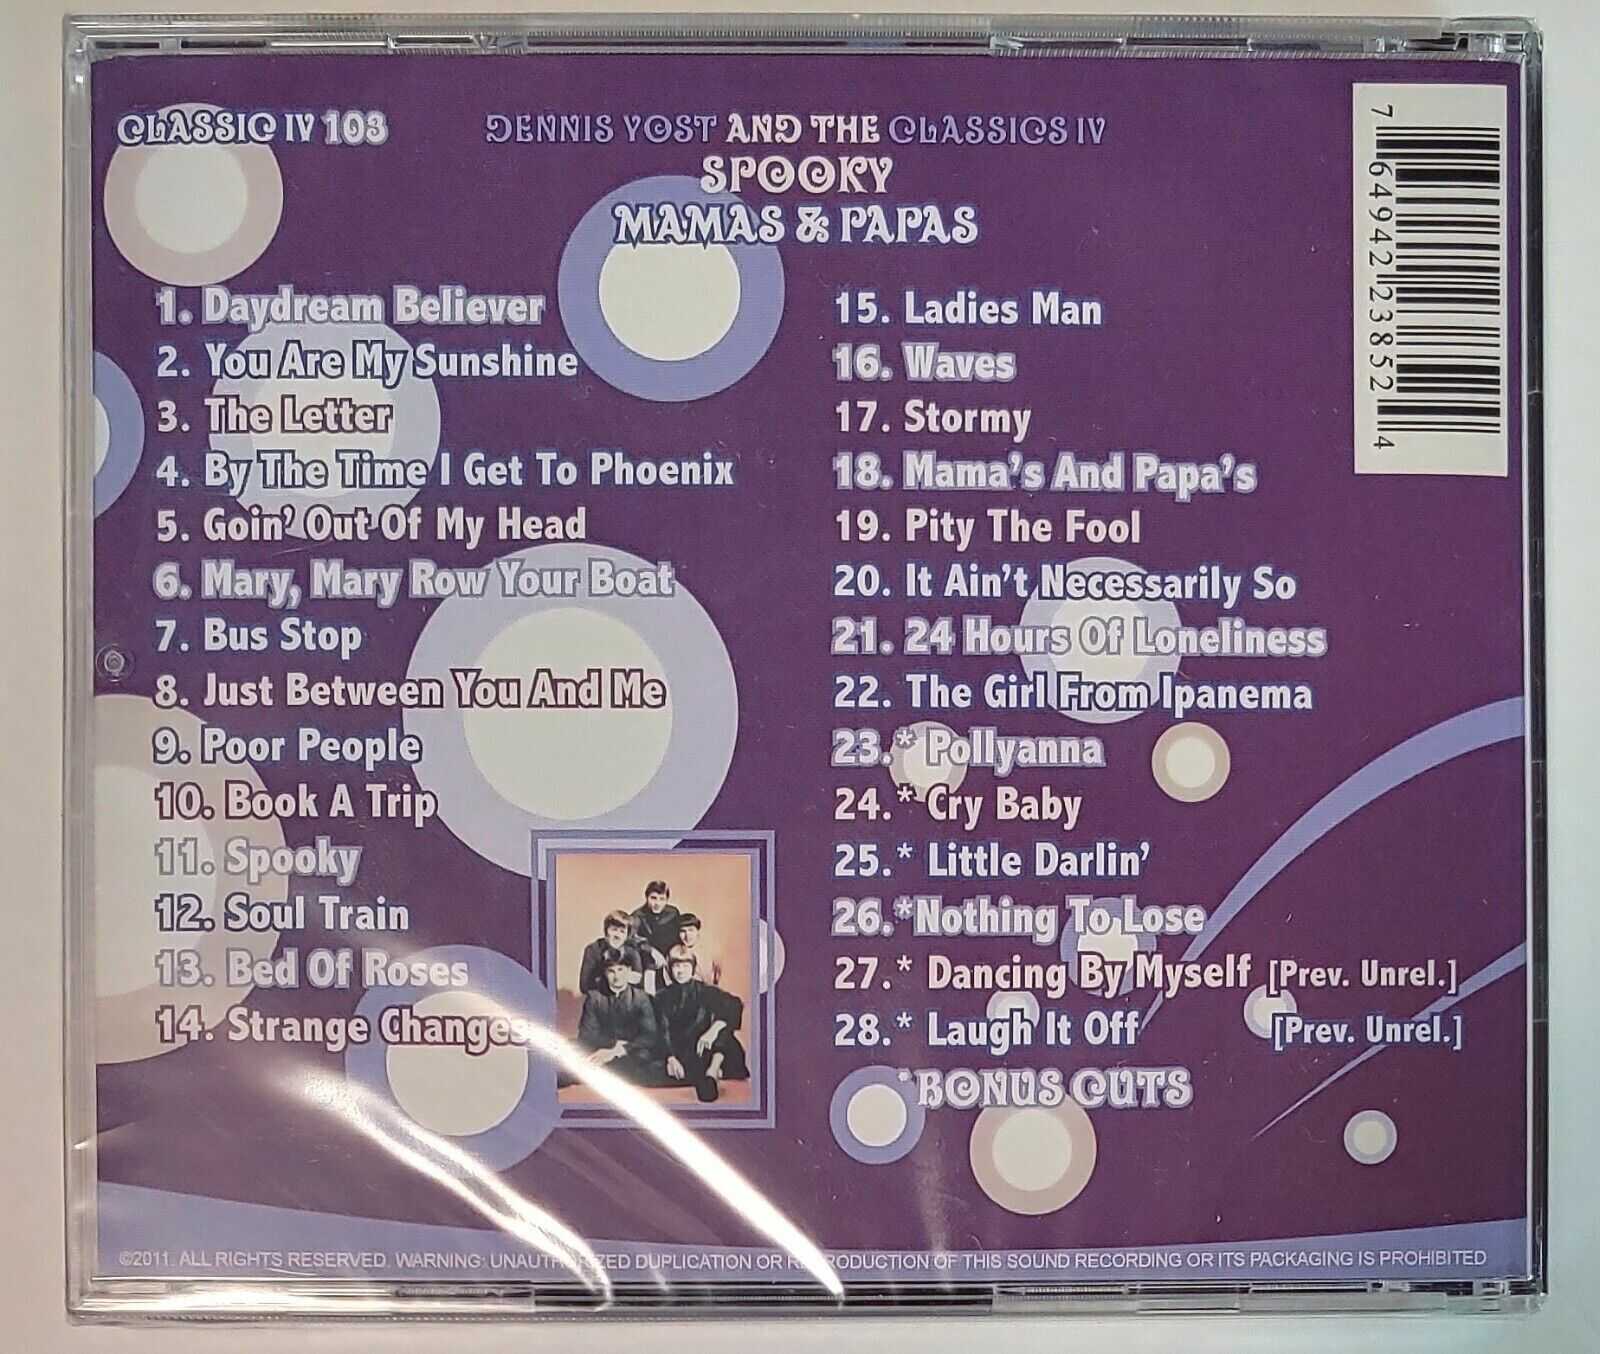 CLASSIC IV 103
DENNIS YOST AND THE CLASSICS IV
SPOOKY
MAMAS & PAPAS
1. Daydream Believer
2. You Are My Sunshine
3. The Letter
4. By The Time I Get To Phoenix
5. Goin' Out Of My Head
6. Mary, Mary Row Your Boat
7. Bus Stop
8. Just Between You And Me
9. Poor People
10. Book A Trip
11. Spooky
12. Soul Train
13. Bed Of Roses
14. Strange Changes
15. Ladies Man
16. Waves
17. Stormy
18. Mama's And Papa's
19. Pity The Fool
20. It Ain't Necessarily So
21. 24 Hours Of Loneliness
22. The Girl From Ipanema
23.* Pollyanna
24.* Cry Baby
25.* Little Darlin'
26.*Nothing To Lose
27.* Dancing By Myself [Prev. Unrel.]
28.* Laugh It Off [Prev. Unrel.]
*BONUS CUTS
7 64942 23852 4
©2011. ALL RIGHTS RESERVED. WARNING: UNAUTHORIZED DUPLICATION OR REPRODUCTION OF THIS SOUND RECORDING OR ITS PACKAGING IS PROHIBITED